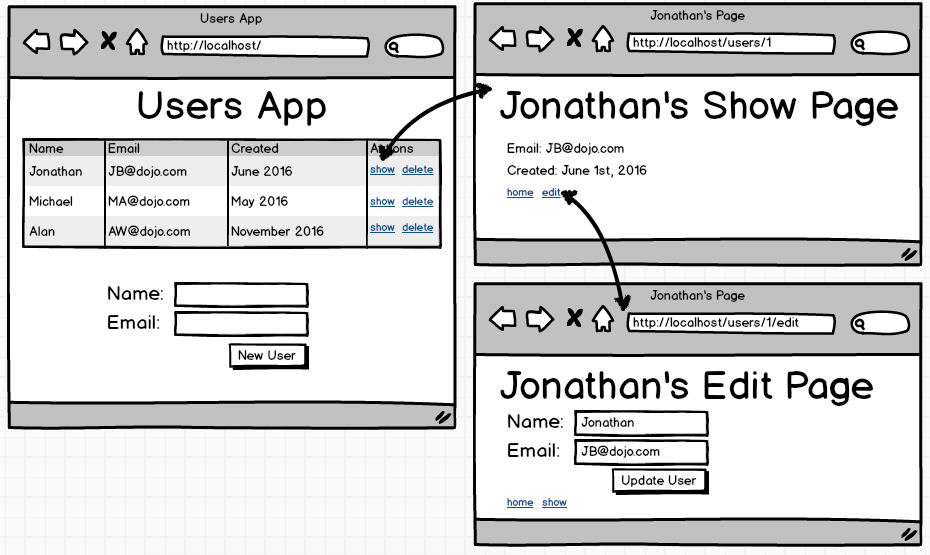 Users App
http://localhost/
Users App
Name Email Created Actions
Jonathan JB@dojo.com June 2016 show delete
Michael MA@dojo.com May 2016 show delete
Alan AW@dojo.com November 2016 show delete
Name:
Email:
New User
Jonathan's Page
http://localhost/users/1
Jonathan's Show Page
Email: JB@dojo.com
Created: June 1st, 2016
home edit
Jonathan's Page
http://localhost/users/1/edit
Jonathan's Edit Page
Name: Jonathan
Email: JB@dojo.com
Update User
home show